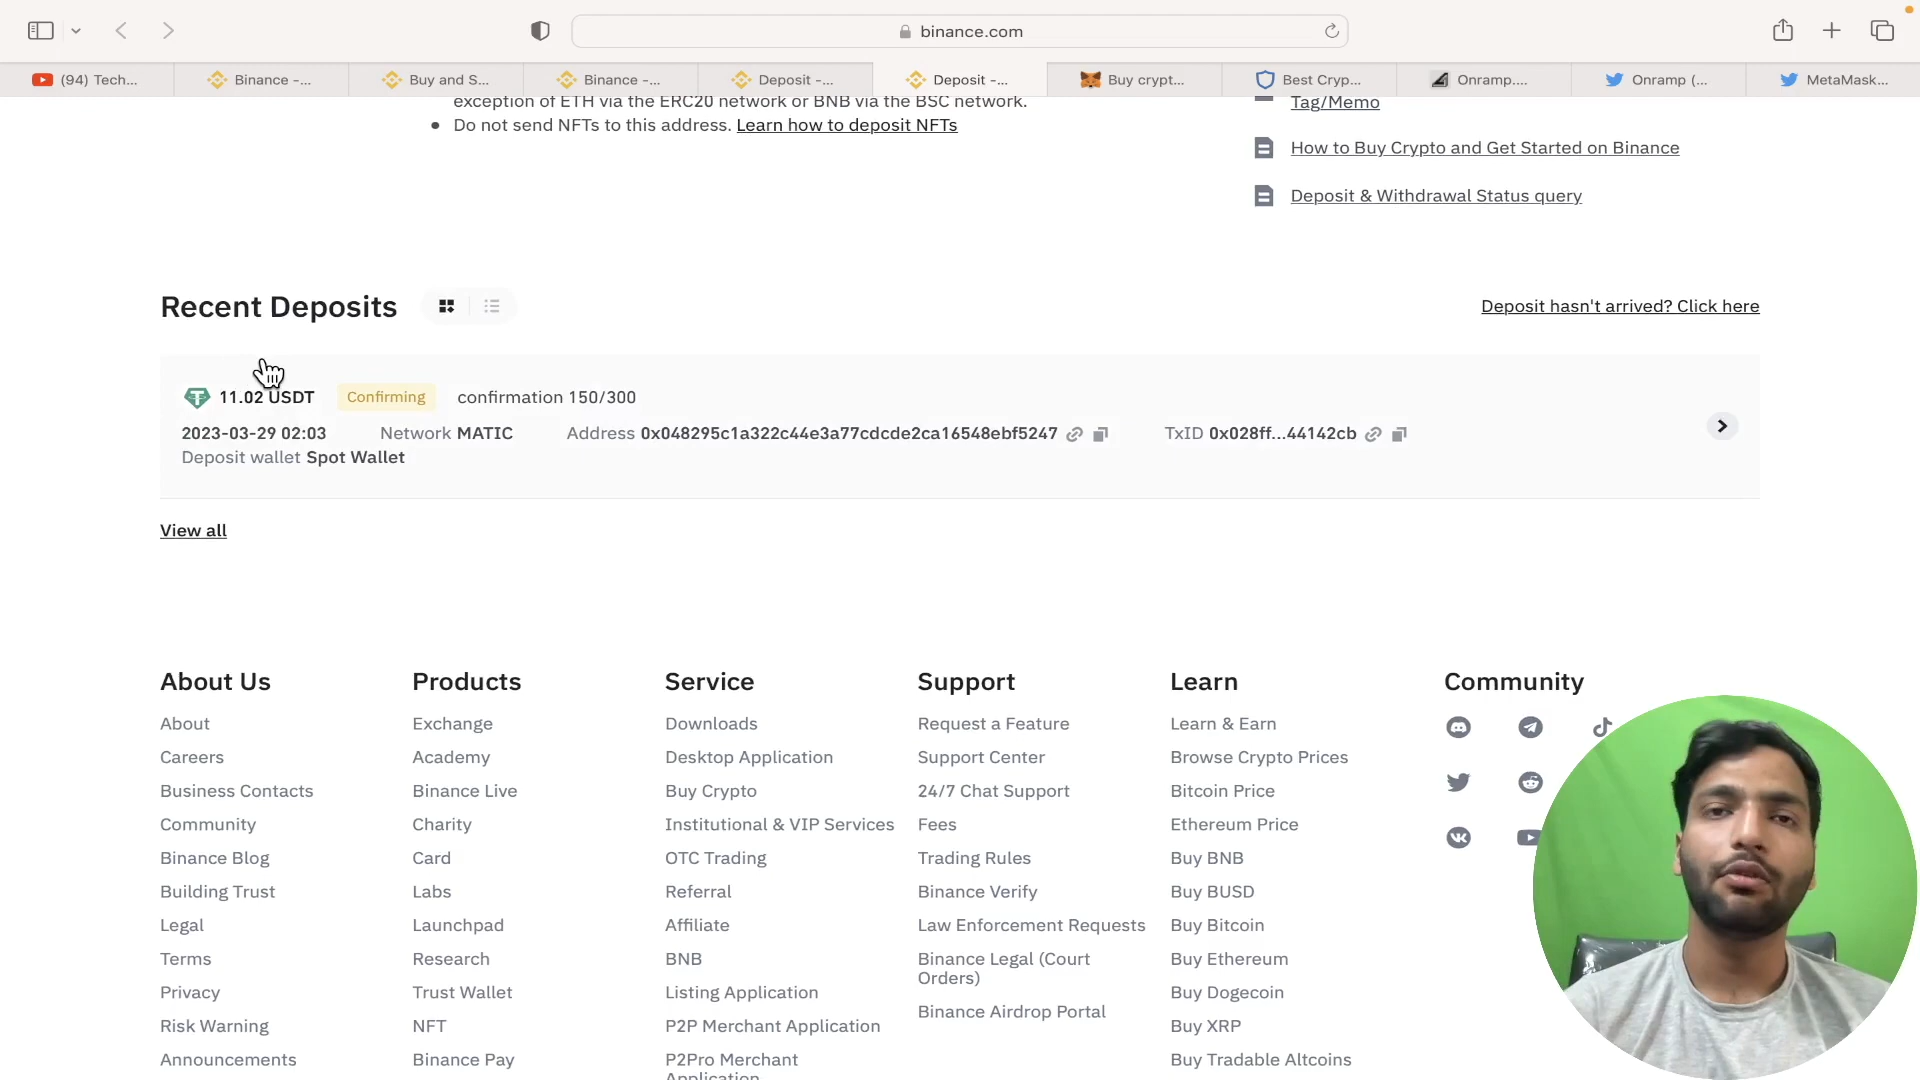 binance.com
(94) Tech...
Binance -...
Buy and S...
Binance -...
Deposit -...
Deposit -...
Buy crypt...
Best Cryp...
Onramp....
Onramp (...
MetaMask...
exception of ETH via the ERC20 network or BNB via the BSC network.
Do not send NFTs to this address. Learn how to deposit NFTs
Tag/Memo
How to Buy Crypto and Get Started on Binance
Deposit & Withdrawal Status query
Recent Deposits
Deposit hasn't arrived? Click here
11.02 USDT Confirming confirmation 150/300
2023-03-29 02:03 Network MATIC Address 0x048295c1a322c44e3a77cdcde2ca16548ebf5247 TxID 0x028ff...44142cb
Deposit wallet Spot Wallet
View all
About Us
About
Careers
Business Contacts
Community
Binance Blog
Building Trust
Legal
Terms
Privacy
Risk Warning
Announcements
Products
Exchange
Academy
Binance Live
Charity
Card
Labs
Launchpad
Research
Trust Wallet
NFT
Binance Pay
Service
Downloads
Desktop Application
Buy Crypto
Institutional & VIP Services
OTC Trading
Referral
Affiliate
BNB
Listing Application
P2P Merchant Application
P2Pro Merchant
Application
Support
Request a Feature
Support Center
24/7 Chat Support
Fees
Trading Rules
Binance Verify
Law Enforcement Requests
Binance Legal (Court
Orders)
Binance Airdrop Portal
Learn
Learn & Earn
Browse Crypto Prices
Bitcoin Price
Ethereum Price
Buy BNB
Buy BUSD
Buy Bitcoin
Buy Ethereum
Buy Dogecoin
Buy XRP
Buy Tradable Altcoins
Community